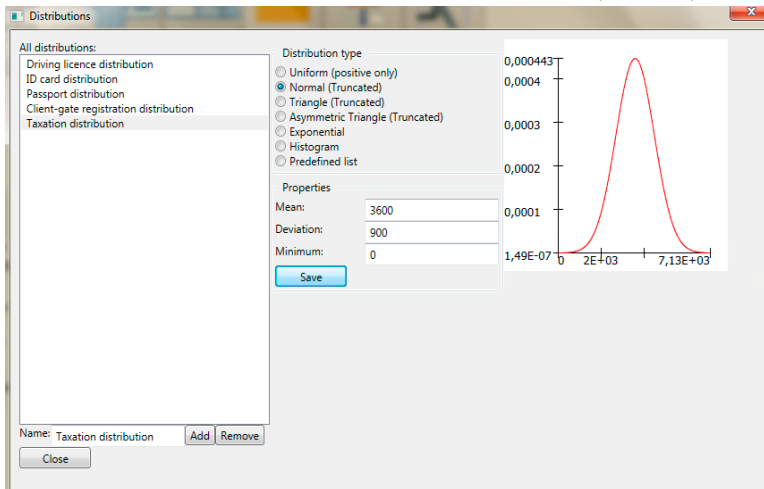 Distributions
x
All distributions:
Driving licence distribution
ID card distribution
Passport distribution
Client-gate registration distribution
Taxation distribution
Name: Taxation distribution Add Remove
Close
Distribution type
Uniform (positive only)
Normal (Truncated)
Triangle (Truncated)
Asymmetric Triangle (Truncated)
Exponential
Histogram
Predefined list
Properties
Mean: 3600
Deviation: 900
Minimum: 0
Save
0,000443
0,0004
0,0003
0,0002
0,0001
1,49E-07
0 2E+03 7,13E+03